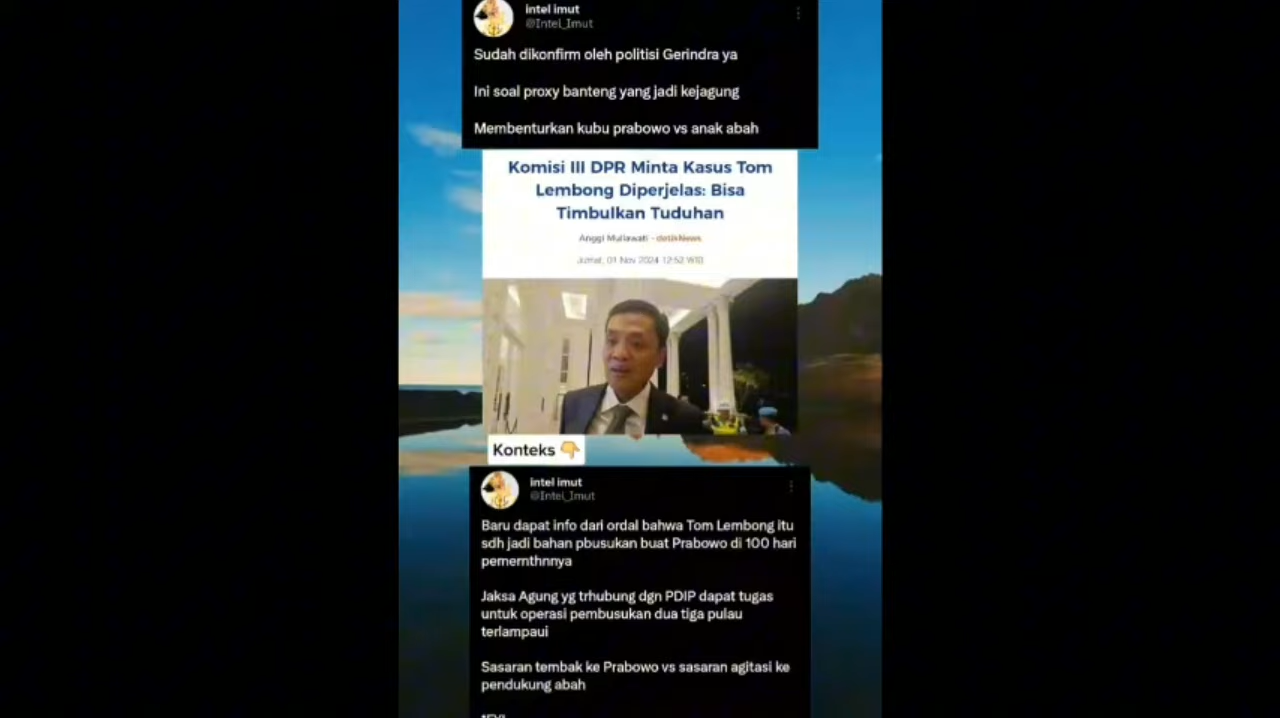 intel imut
@Intel_Imut
Sudah dikonfirm oleh politisi Gerindra ya
Ini soal proxy banteng yang jadi kejagung
Membenturkan kubu prabowo vs anak abah
Komisi III DPR Minta Kasus Tom
Lembong Diperjelas: Bisa
Timbulkan Tuduhan
Anggi Muliawati - detikNews
Jumat, 01 Nov 2024 12:52 WIB
Konteks
intel imut
@Intel_Imut
Baru dapat info dari ordal bahwa Tom Lembong itu
sdh jadi bahan pbusukan buat Prabowo di 100 hari
pemernthnnya
Jaksa Agung yg trhubung dgn PDIP dapat tugas
untuk operasi pembusukan dua tiga pulau
terlampaui
Sasaran tembak ke Prabowo vs sasaran agitasi ke
pendukung abah